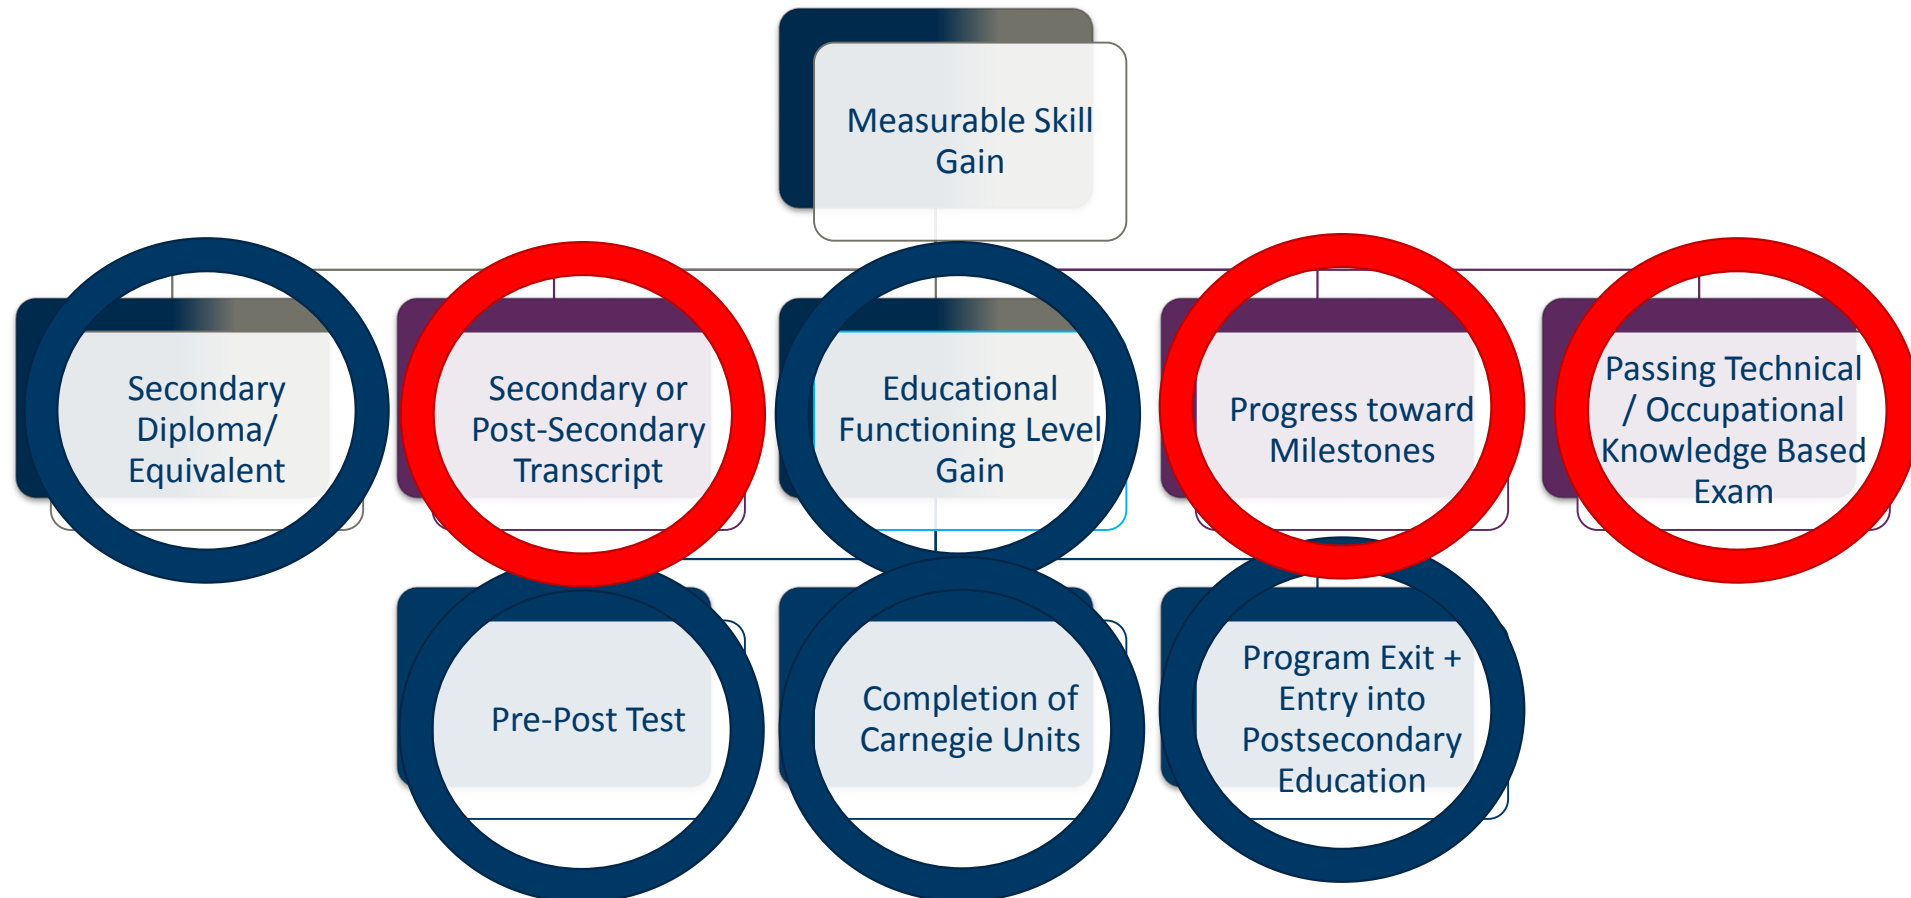 Measurable Skill
Gain
Secondary
Diploma/
Equivalent
Secondary or
Post-Secondary
Transcript
Educational
Functioning Level
Gain
Progress toward
Milestones
Passing Technical
/ Occupational
Knowledge Based
Exam
Pre-Post Test
Completion of
Carnegie Units
Program Exit +
Entry into
Postsecondary
Education